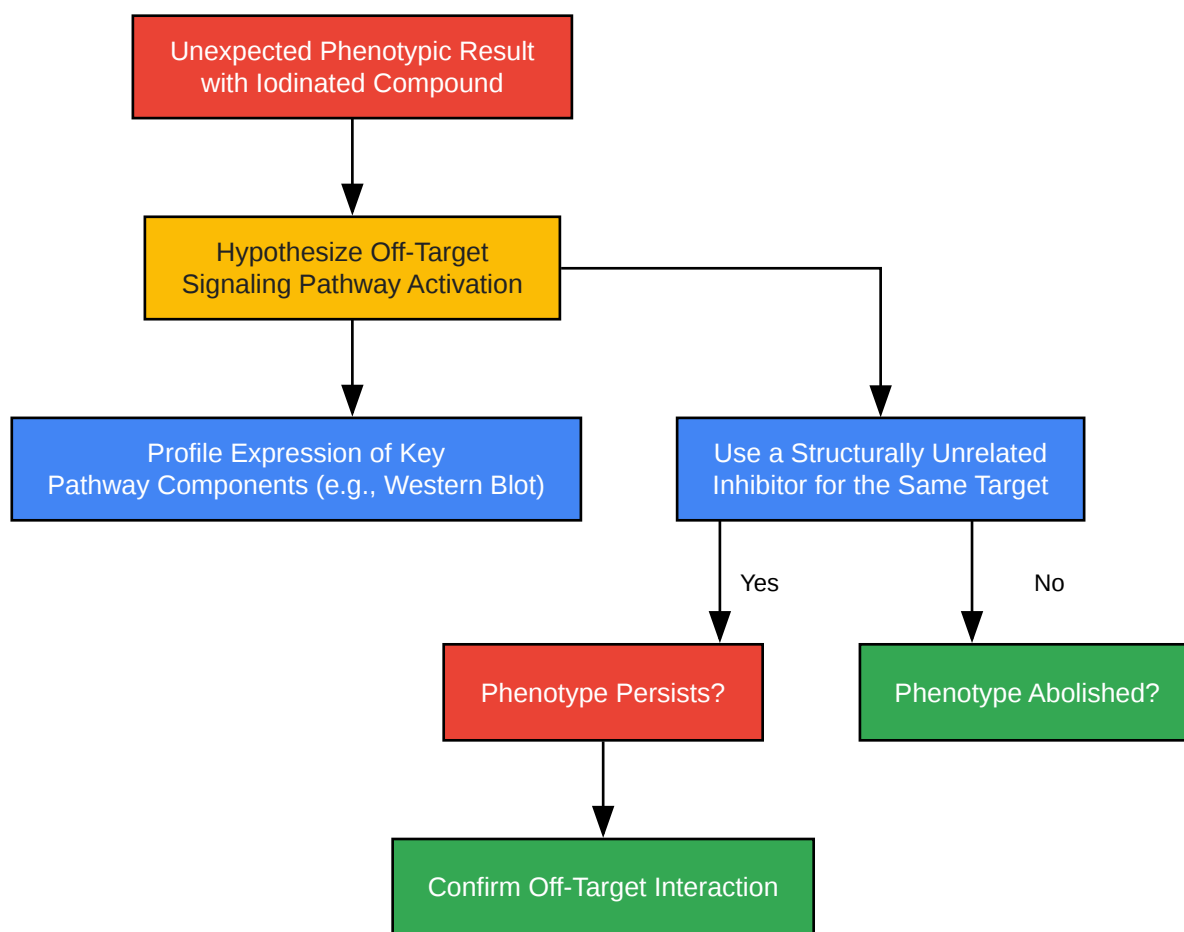 Unexpected Phenotypic Result
with Iodinated Compound
Hypothesize Off-Target
Signaling Pathway Activation
Profile Expression of Key
Pathway Components (e.g., Western Blot)
Use a Structurally Unrelated
Inhibitor for the Same Target
Yes
No
Phenotype Persists?
Phenotype Abolished?
Confirm Off-Target Interaction